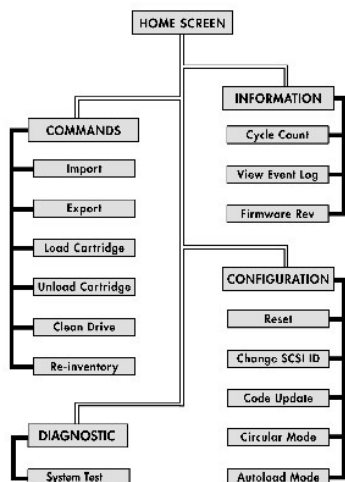 HOME SCREEN
INFORMATION
Cycle Count
View Event Log
Firmware Rev
COMMANDS
Import
Export
Load Cartridge
Unload Cartridge
Clean Drive
Re-inventory
CONFIGURATION
Reset
Change SCSI ID
Code Update
Circular Mode
Autoload Mode
DIAGNOSTIC
System Test